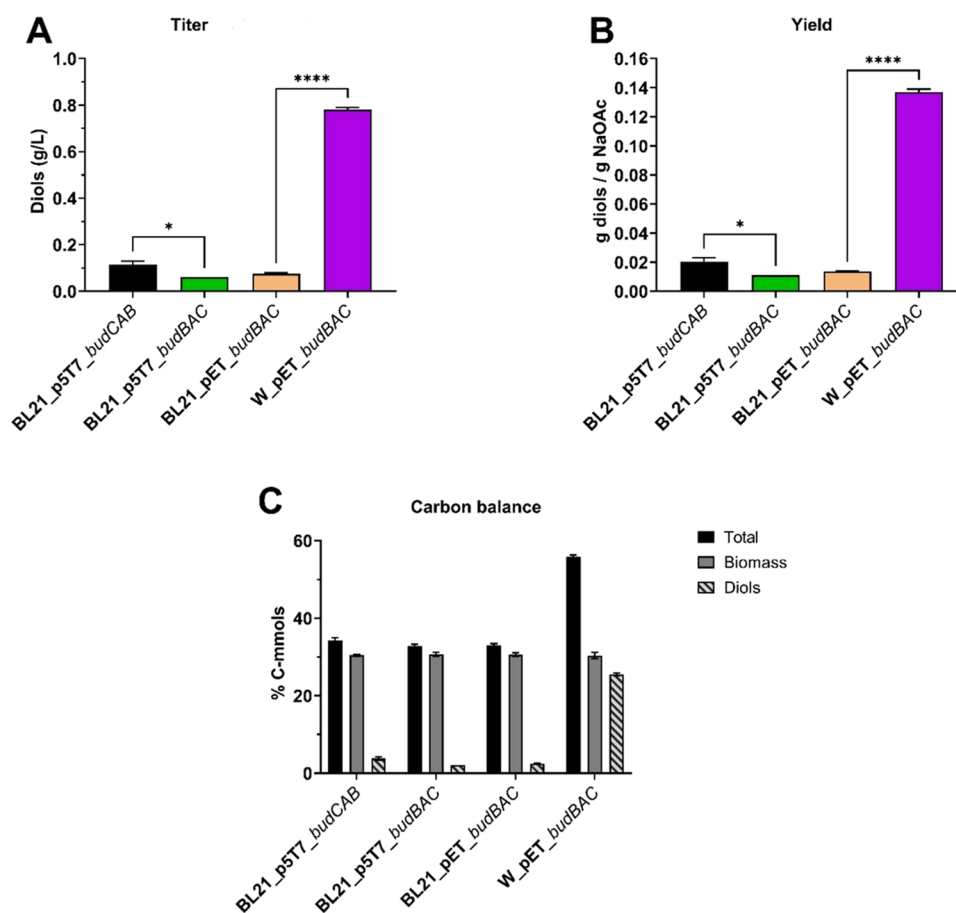 A
Titer
Diols (g/L)
1.0
0.8
0.6
0.4
0.2
0.0
*
****
BL21_p5T7_budCAB
BL21_p5T7_budBAC
BL21_pET_budBAC
W_pET_budBAC
B
Yield
g diols / g NaOAc
0.16
0.14
0.12
0.10
0.08
0.06
0.04
0.02
0.00
*
****
BL21_p5T7_budCAB
BL21_p5T7_budBAC
BL21_pET_budBAC
W_pET_budBAC
C
Carbon balance
% C-mmols
60
40
20
0
BL21_p5T7_budCAB
BL21_p5T7_budBAC
BL21_pET_budBAC
W_pET_budBAC
Total
Biomass
Diols